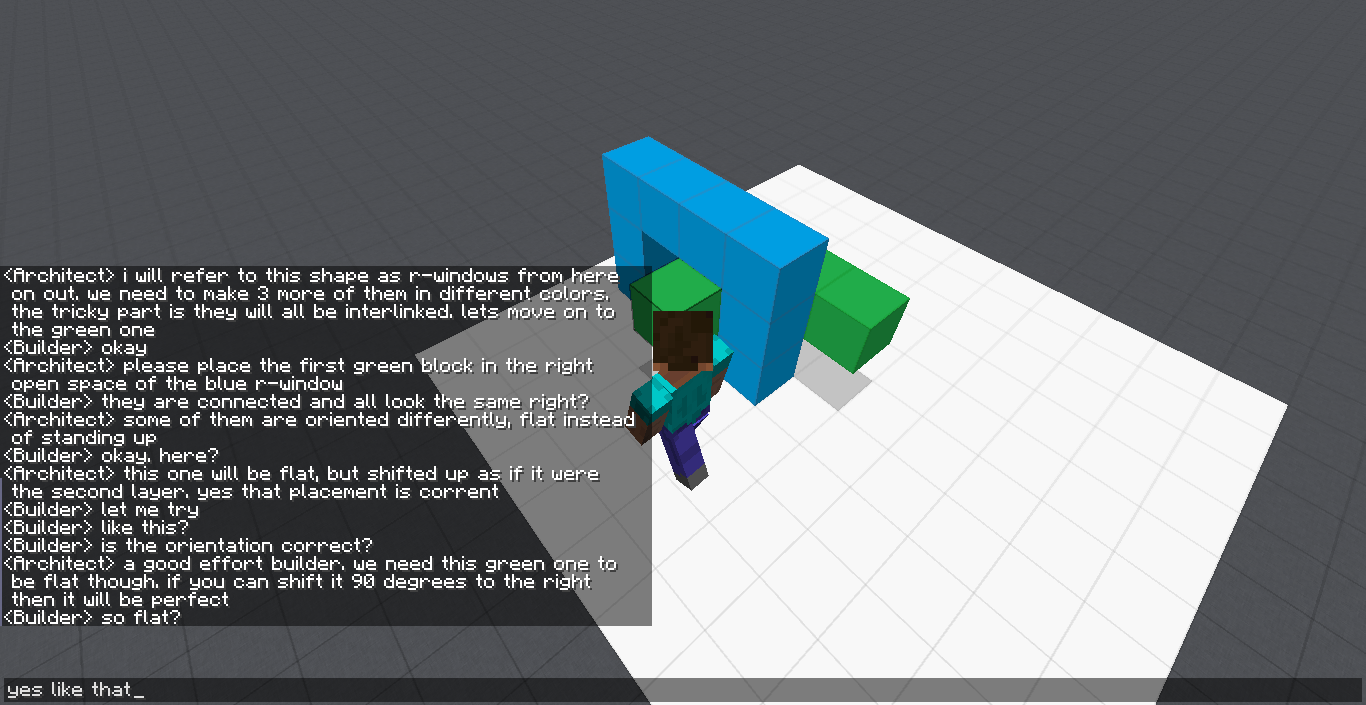 <Architect> i will refer to this shape as r-windows from here
on out. we need to make 3 more of them in different colors.
the tricky part is they will all be interlinked. lets move on to
the green one
<Builder> okay
<Architect> please place the first green block in the right
open space of the blue r-window
<Builder> they are connected and all look the same right?
<Architect> some of them are oriented differently, flat instead
of standing up
<Builder> okay. here?
<Architect> this one will be flat, but shifted up as if it were
the second layer. yes that placement is corrent
<Builder> let me try
<Builder> like this?
<Builder> is the orientation correct?
<Architect> a good effort builder. we need this green one to
be flat though. if you can shift it 90 degrees to the right
then it will be perfect
<Builder> so flat?
yes like that_